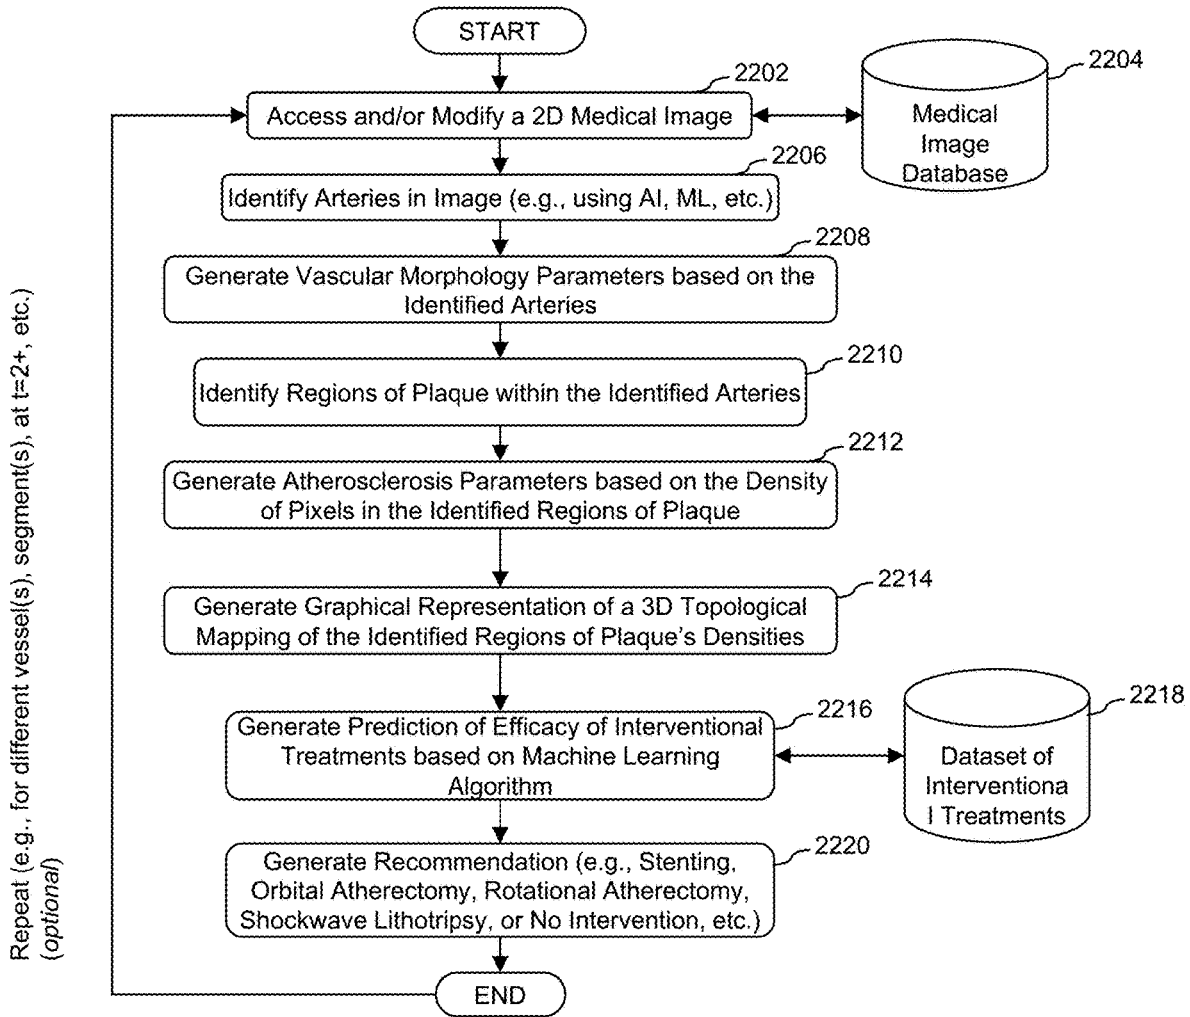 START
2202
Access and/or Modify a 2D Medical Image
2204
Medical
Image
Database
2206
Identify Arteries in Image (e.g., using AI, ML, etc.)
2208
Generate Vascular Morphology Parameters based on the
Identified Arteries
2210
Identify Regions of Plaque within the Identified Arteries
2212
Generate Atherosclerosis Parameters based on the Density
of Pixels in the Identified Regions of Plaque
2214
Generate Graphical Representation of a 3D Topological
Mapping of the Identified Regions of Plaque's Densities
2216
Generate Prediction of Efficacy of Interventional
Treatments based on Machine Learning
Algorithm
2218
Dataset of
Interventiona
l Treatments
2220
Generate Recommendation (e.g., Stenting,
Orbital Atherectomy, Rotational Atherectomy,
Shockwave Lithotripsy, or No Intervention, etc.)
END
Repeat (e.g., for different vessel(s), segment(s), at t=2+, etc.)
(optional)